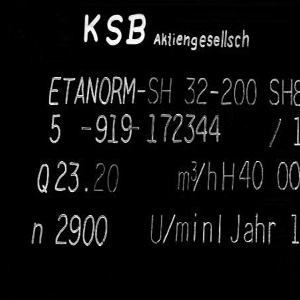 KSB Aktiengesellsch
ETANORM-SH 32-200 SH8
5 -919-172344 / 1
Q 23.20 m³/h H 40 00
n 2900 U/min Jahr 1